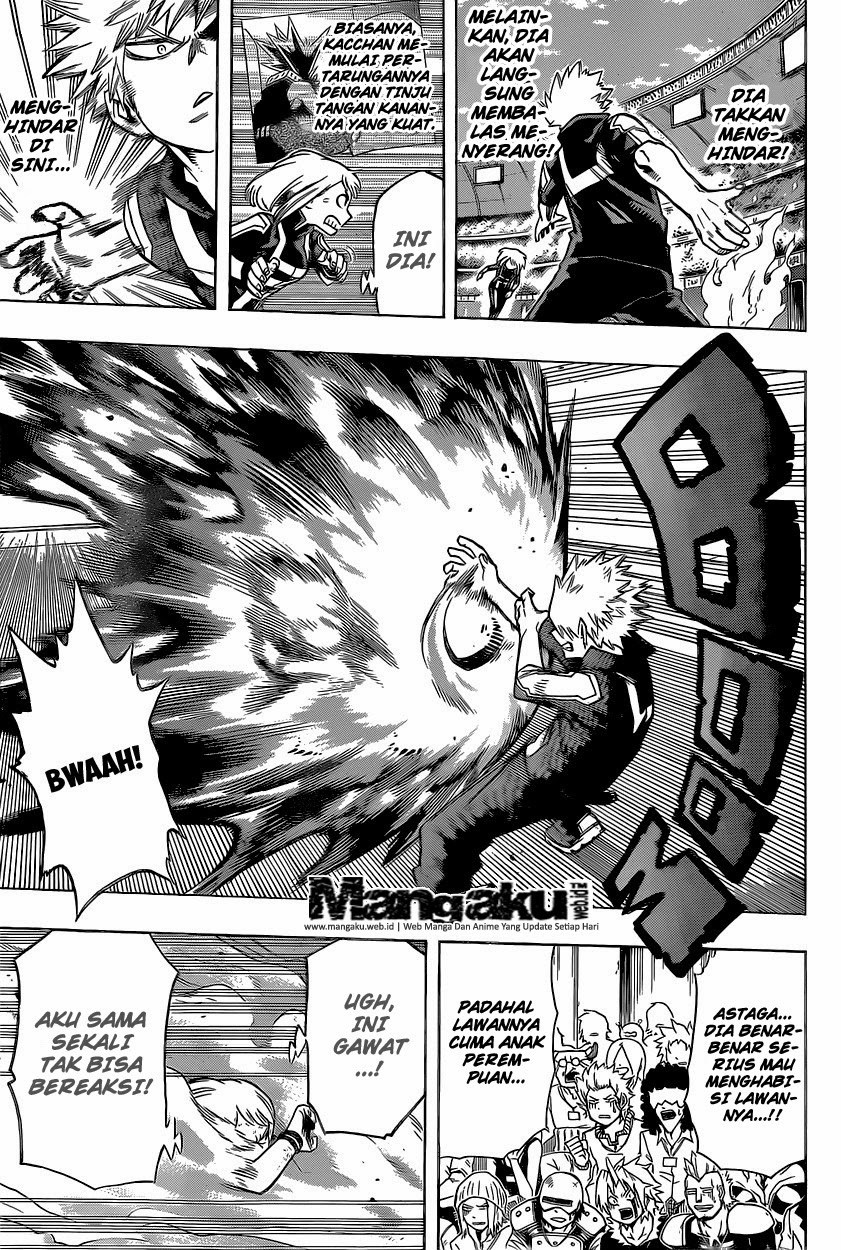 DIA
TAKKAN
MENG-
HINDAR!
MELAIN-
KAN, DIA
AKAN
LANG-
SUNG
MEMBA-
LAS ME-
NYERANG!
BIASANYA,
KACCHAN ME-
MULAI PER-
TARUNGANNYA
DENGAN TINJU
TANGAN KANAN-
NYA YANG KUAT.
INI
DIA!
MENG-
HINDAR
DI
SINI...
BOOOM
BWAAH!
Mangaku
web.id
www.mangaku.web.id | Web Manga Dan Anime Yang Update Setiap Hari
ASTAGA...
DIA BENAR-
BENAR SE-
RIUS MAU
MENGHABI-
SI LAWAN-
NYA...!!
PADAHAL
LAWANNYA
CUMA ANAK
PEREM-
PUAN...
UGH,
INI
GAWAT
...!
AKU SAMA
SEKALI
TAK BISA
BEREAKSI!